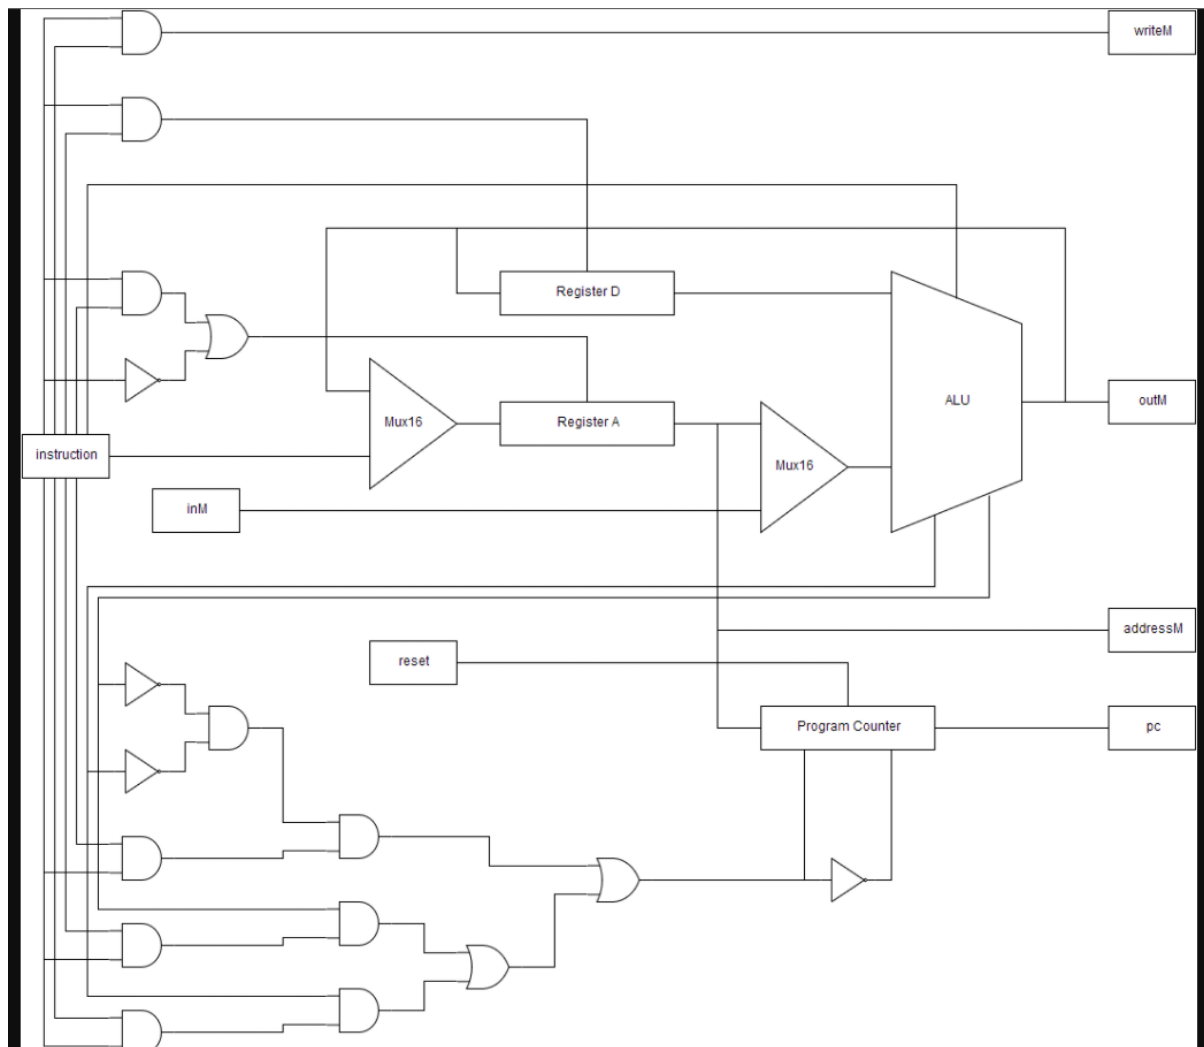 writeM
Register D
ALU
outM
Mux16
Register A
instruction
Mux16
inM
addressM
reset
Program Counter
pc